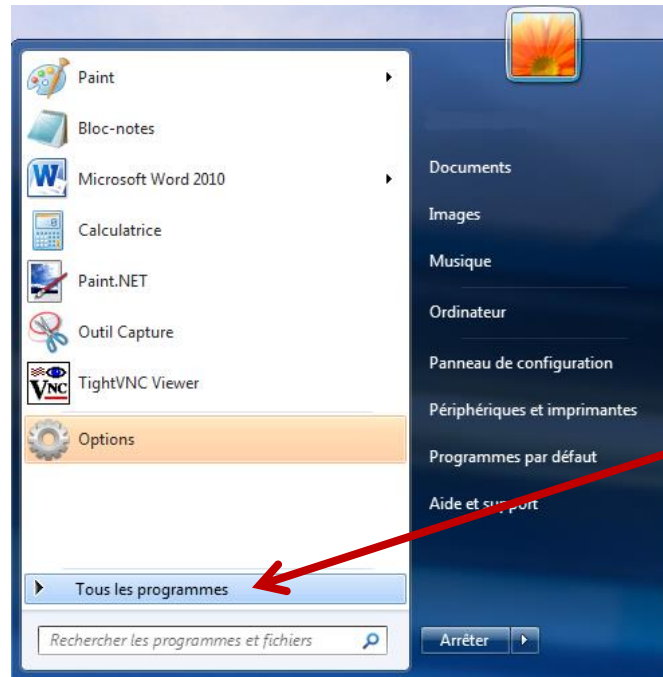 Paint
Bloc-notes
Microsoft Word 2010
Calculatrice
Paint.NET
Outil Capture
VNC TightVNC Viewer
Options
Tous les programmes
Rechercher les programmes et fichiers
Documents
Images
Musique
Ordinateur
Panneau de configuration
Périphériques et imprimantes
Programmes par défaut
Aide et support
Arrêter